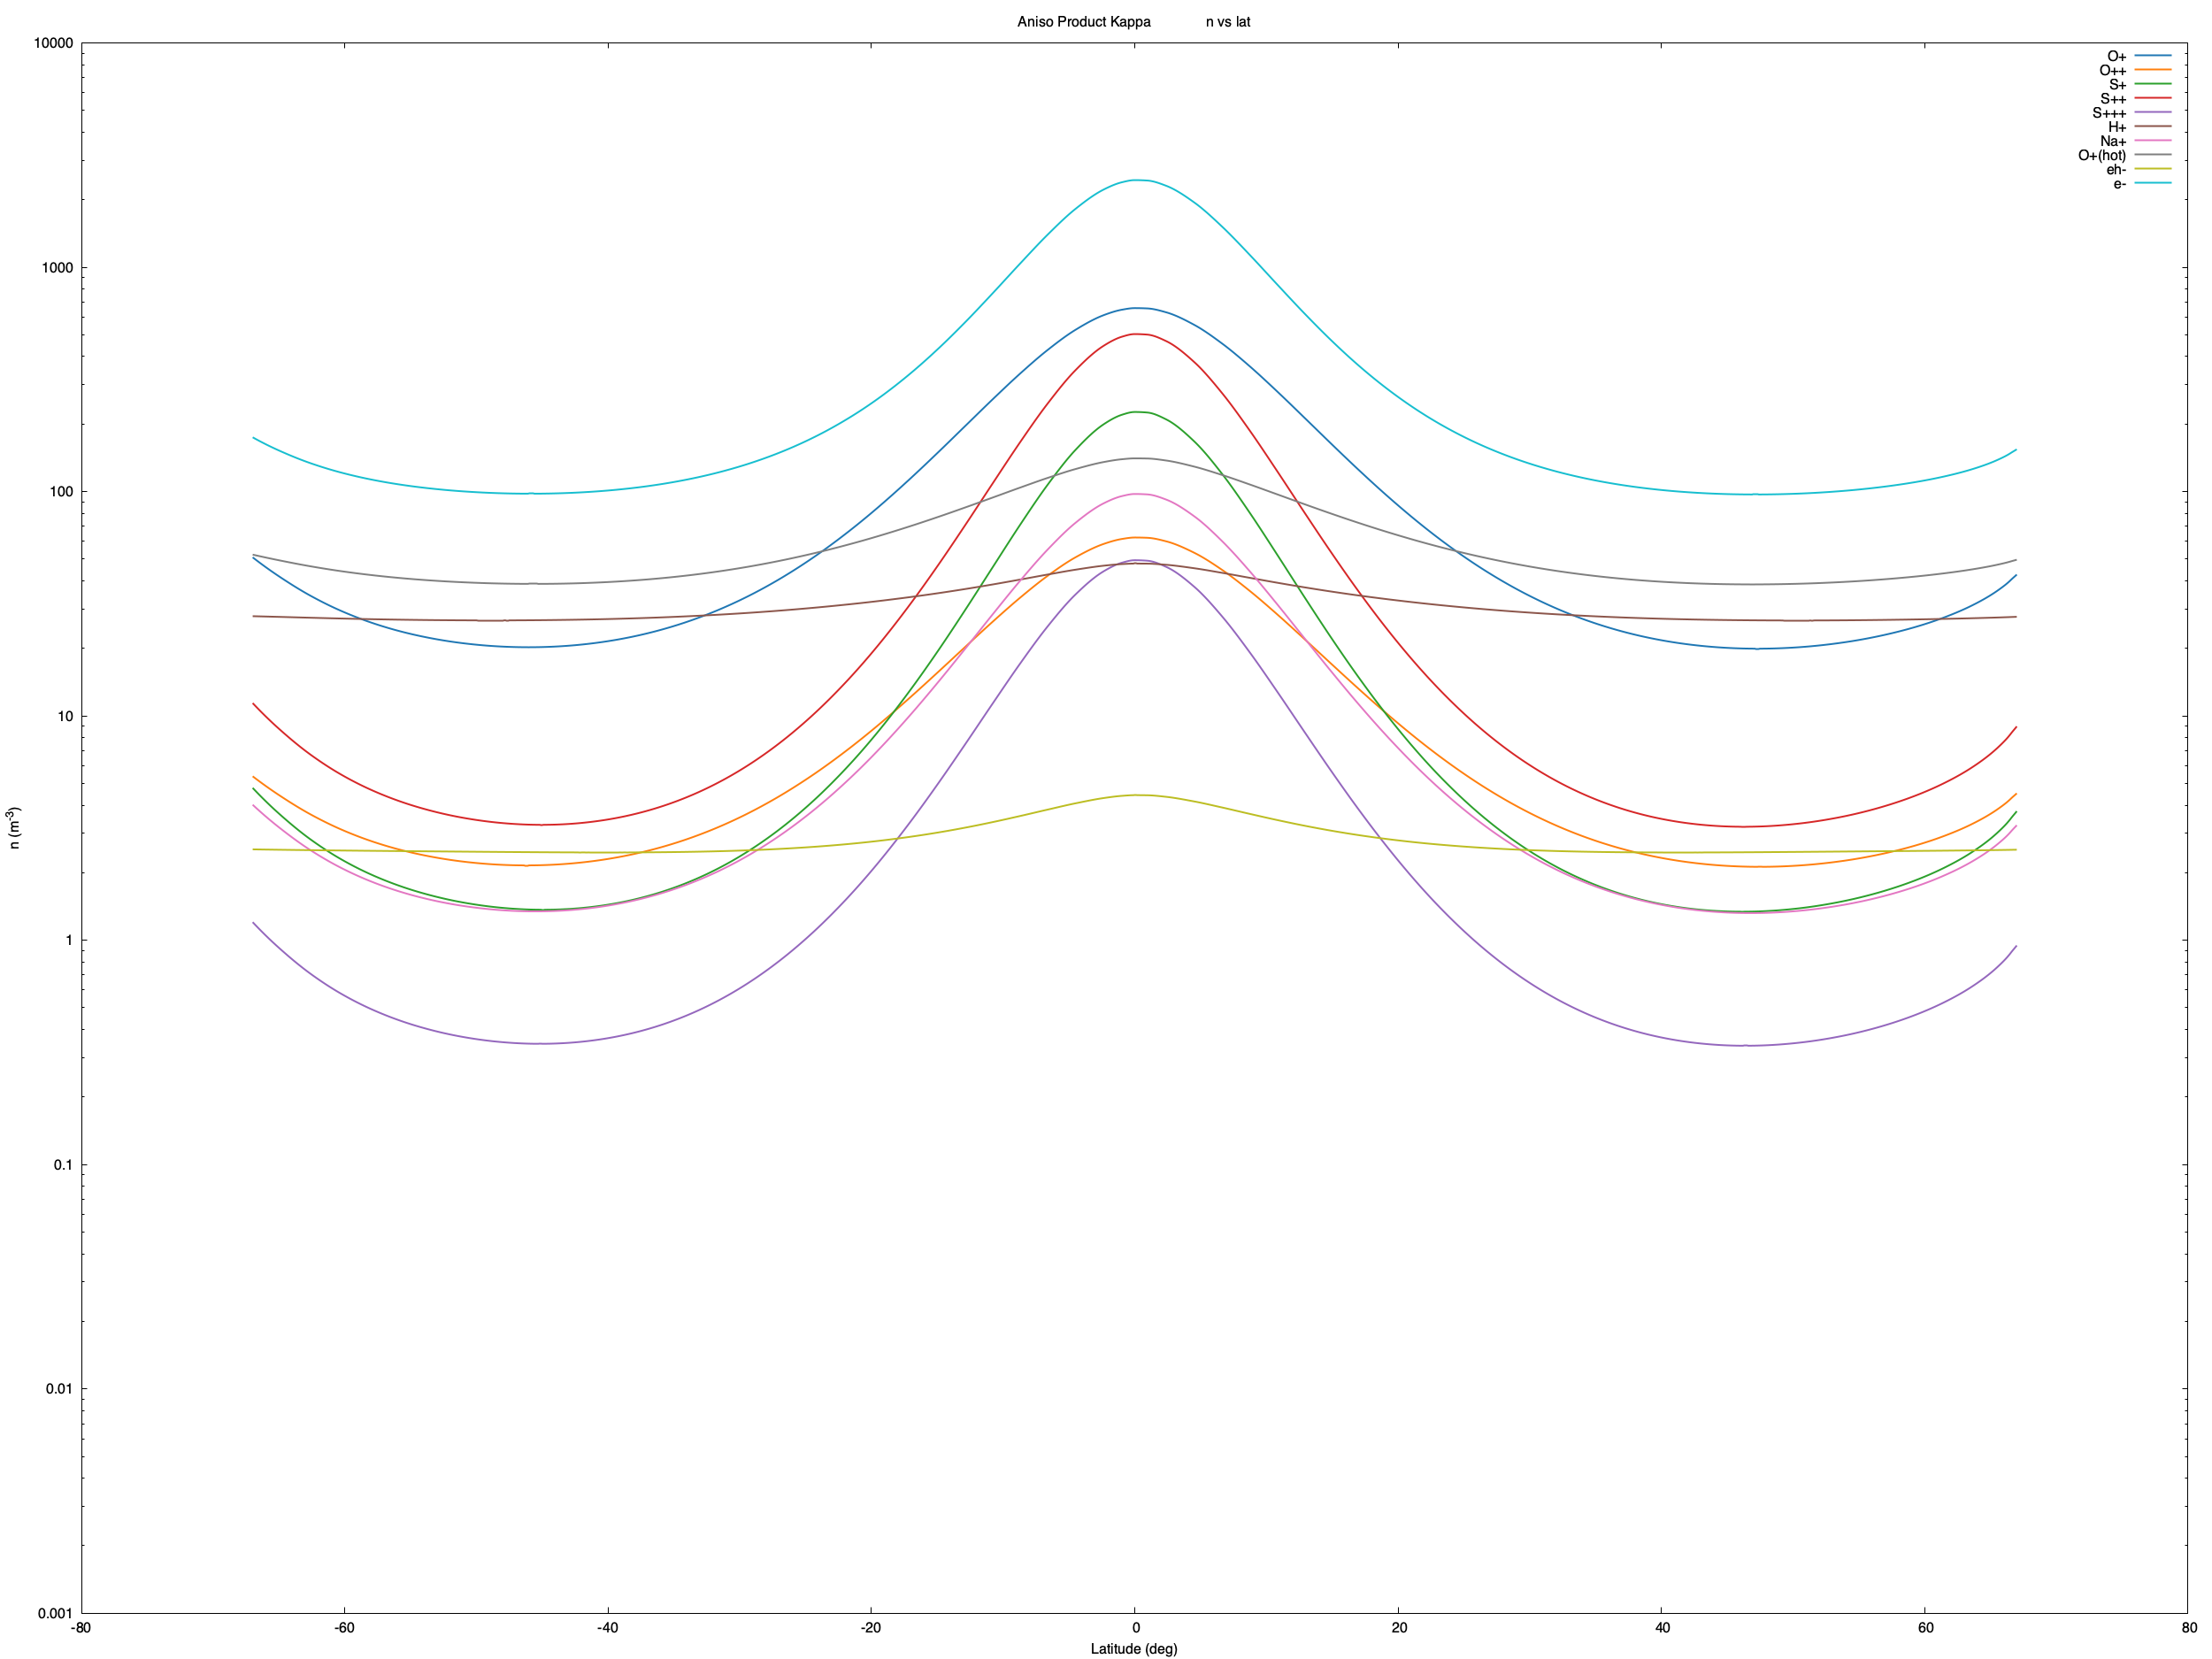 Aniso Product Kappa n vs lat
10000
1000
100
10
1
0.1
0.01
0.001
n (m-3)
O+
O++
S+
S++
S+++
H+
Na+
O+(hot)
eh-
e-
-80 -60 -40 -20 0 20 40 60 80
Latitude (deg)